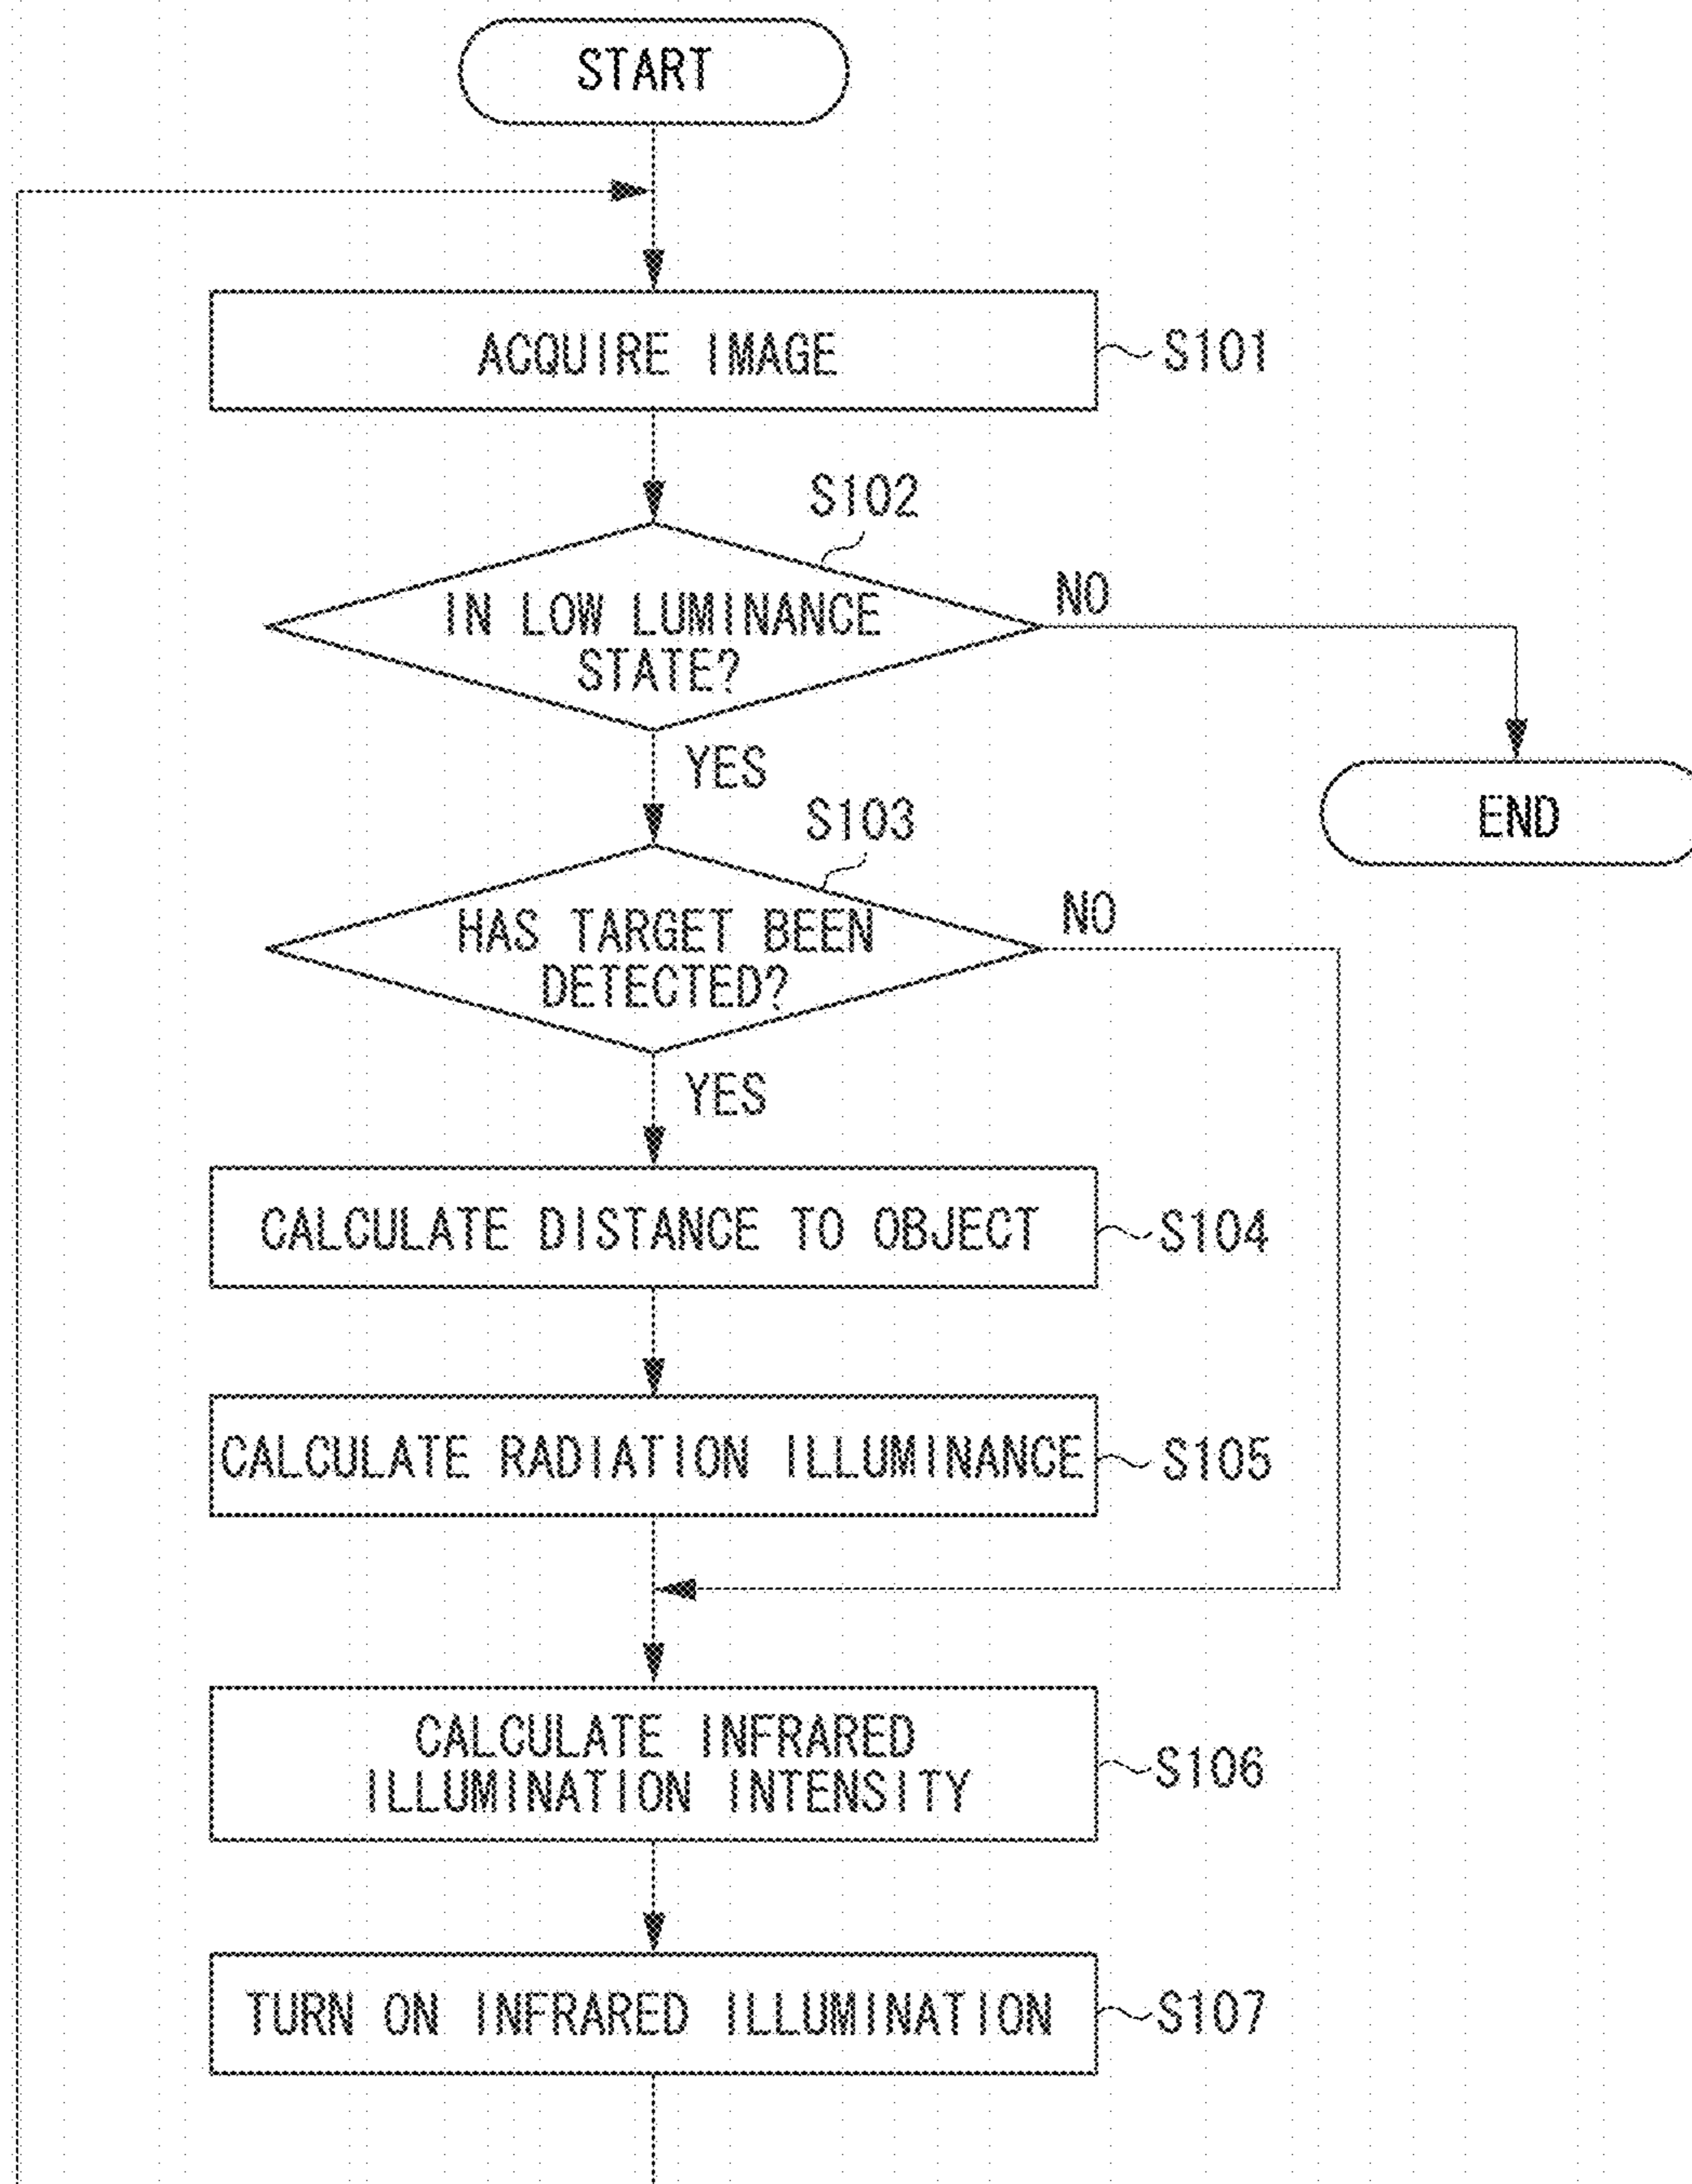 START
ACQUIRE IMAGE
S101
S102
IN LOW LUMINANCE
STATE?
NO
YES
END
S103
HAS TARGET BEEN
DETECTED?
NO
YES
CALCULATE DISTANCE TO OBJECT
S104
CALCULATE RADIATION ILLUMINANCE
S105
CALCULATE INFRARED
ILLUMINATION INTENSITY
S106
TURN ON INFRARED ILLUMINATION
S107